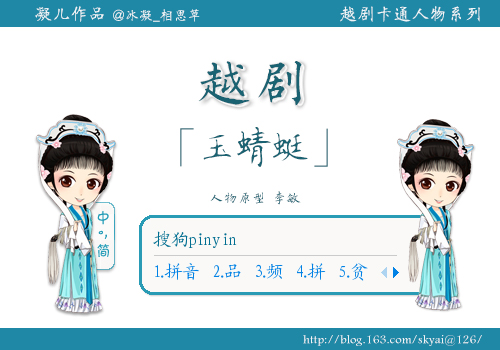 凝儿作品 @冰凝_相思草
越剧卡通人物系列
越剧
「玉蜻蜓」
人物原型 李敏
中
°,
简
搜狗pinyin
1.拼音 2.品 3.频 4.拼 5.贫
http://blog.163.com/skyai@126/